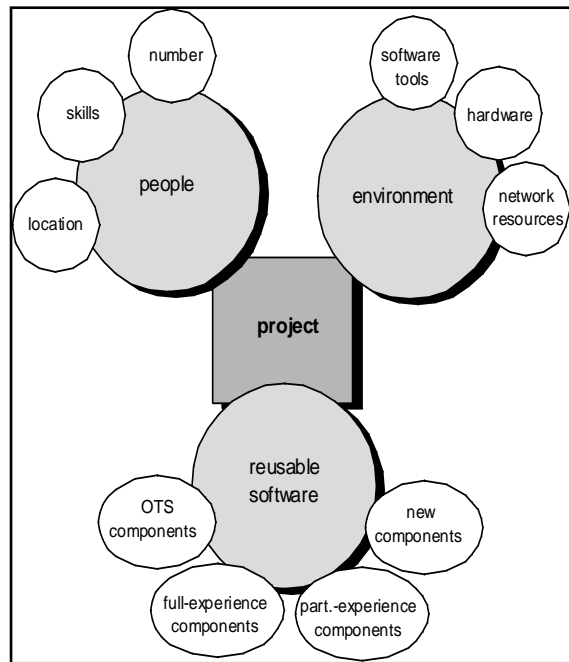 number
skills
people
location
software
tools
hardware
environment
network
resources
project
reusable
software
OTS
components
new
components
full-experience
components
part.-experience
components